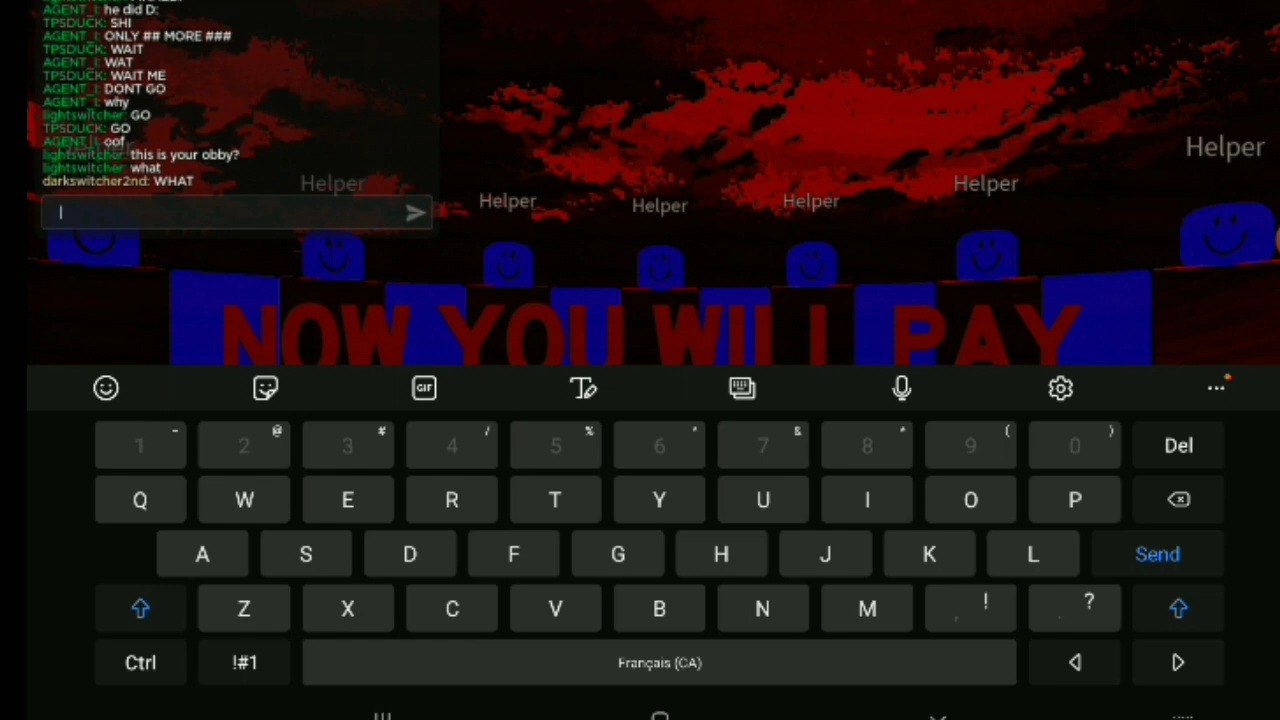 AGENT_I: he did D:
TPSDUCK: SHI
AGENT_I: ONLY ## MORE ###
TPSDUCK: WAIT
AGENT_I: WAT
TPSDUCK: WAIT ME
AGENT_I: DONT GO
AGENT_I: why
lightswitcher: GO
TPSDUCK: GO
AGENT_I: oof
lightswitcher: this is your obby?
lightswitcher: what
darkswitcher2nd: WHAT
Helper
Helper
Helper
Helper
Helper
Helper
NOW YOU WILL PAY
GIF
1 - 2 @ 3 # 4 / 5 % 6 ^ 7 & 8 * 9 ( 0 ) Del
Q W E R T Y U I O P
A S D F G H J K L Send
Z X C V B N M , ! . ?
Ctrl !#1 Français (CA)